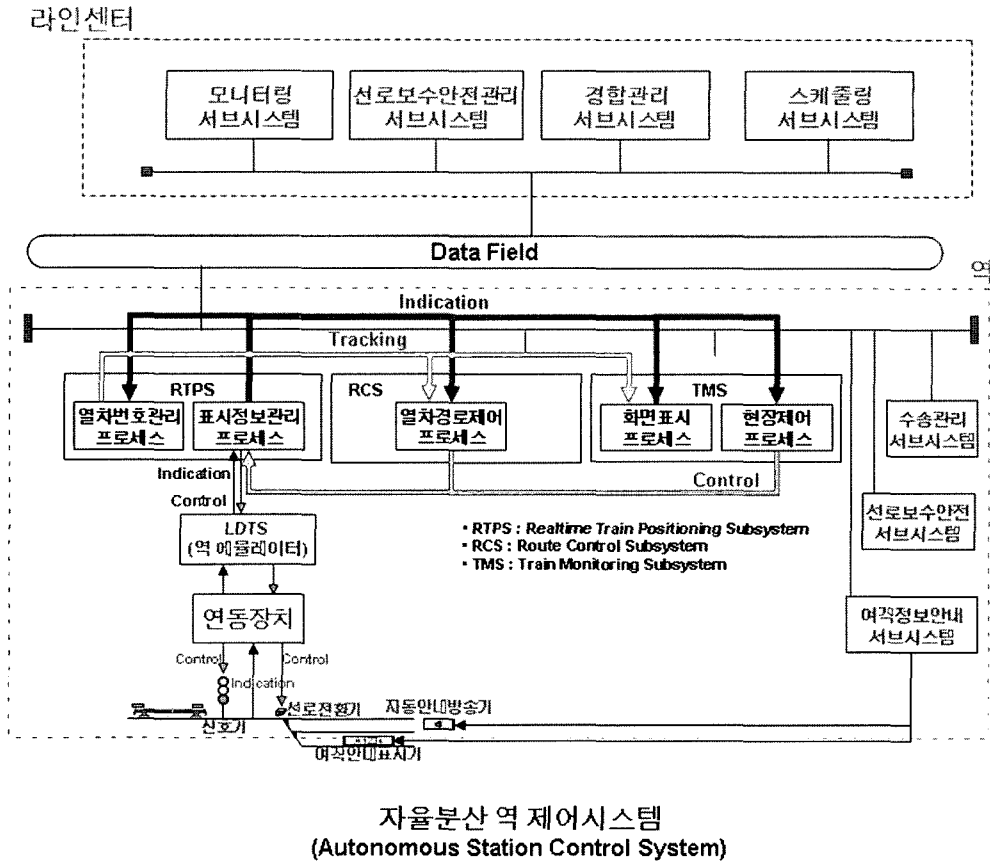 라인센터
모니터링
서브시스템
선로보수안전관리
서브시스템
경합관리
서브시스템
스케줄링
서브시스템
Data Field
역
Indication
Tracking
RTPS
RCS
TMS
열차번호관리
프로세스
표시정보관리
프로세스
열차경로제어
프로세스
화면표시
프로세스
현장제어
프로세스
수송관리
서브시스템
Indication
Control
Control
LDTS
(역 에뮬레이터)
• RTPS : Realtime Train Positioning Subsystem
• RCS : Route Control Subsystem
• TMS : Train Monitoring Subsystem
선로보수안전
서브시스템
연동장치
여객정보안내
서브시스템
Control
Control
Indication
신호기
선로전환기
자동안내방송기
여객안내표시기
자율분산 역 제어시스템
(Autonomous Station Control System)